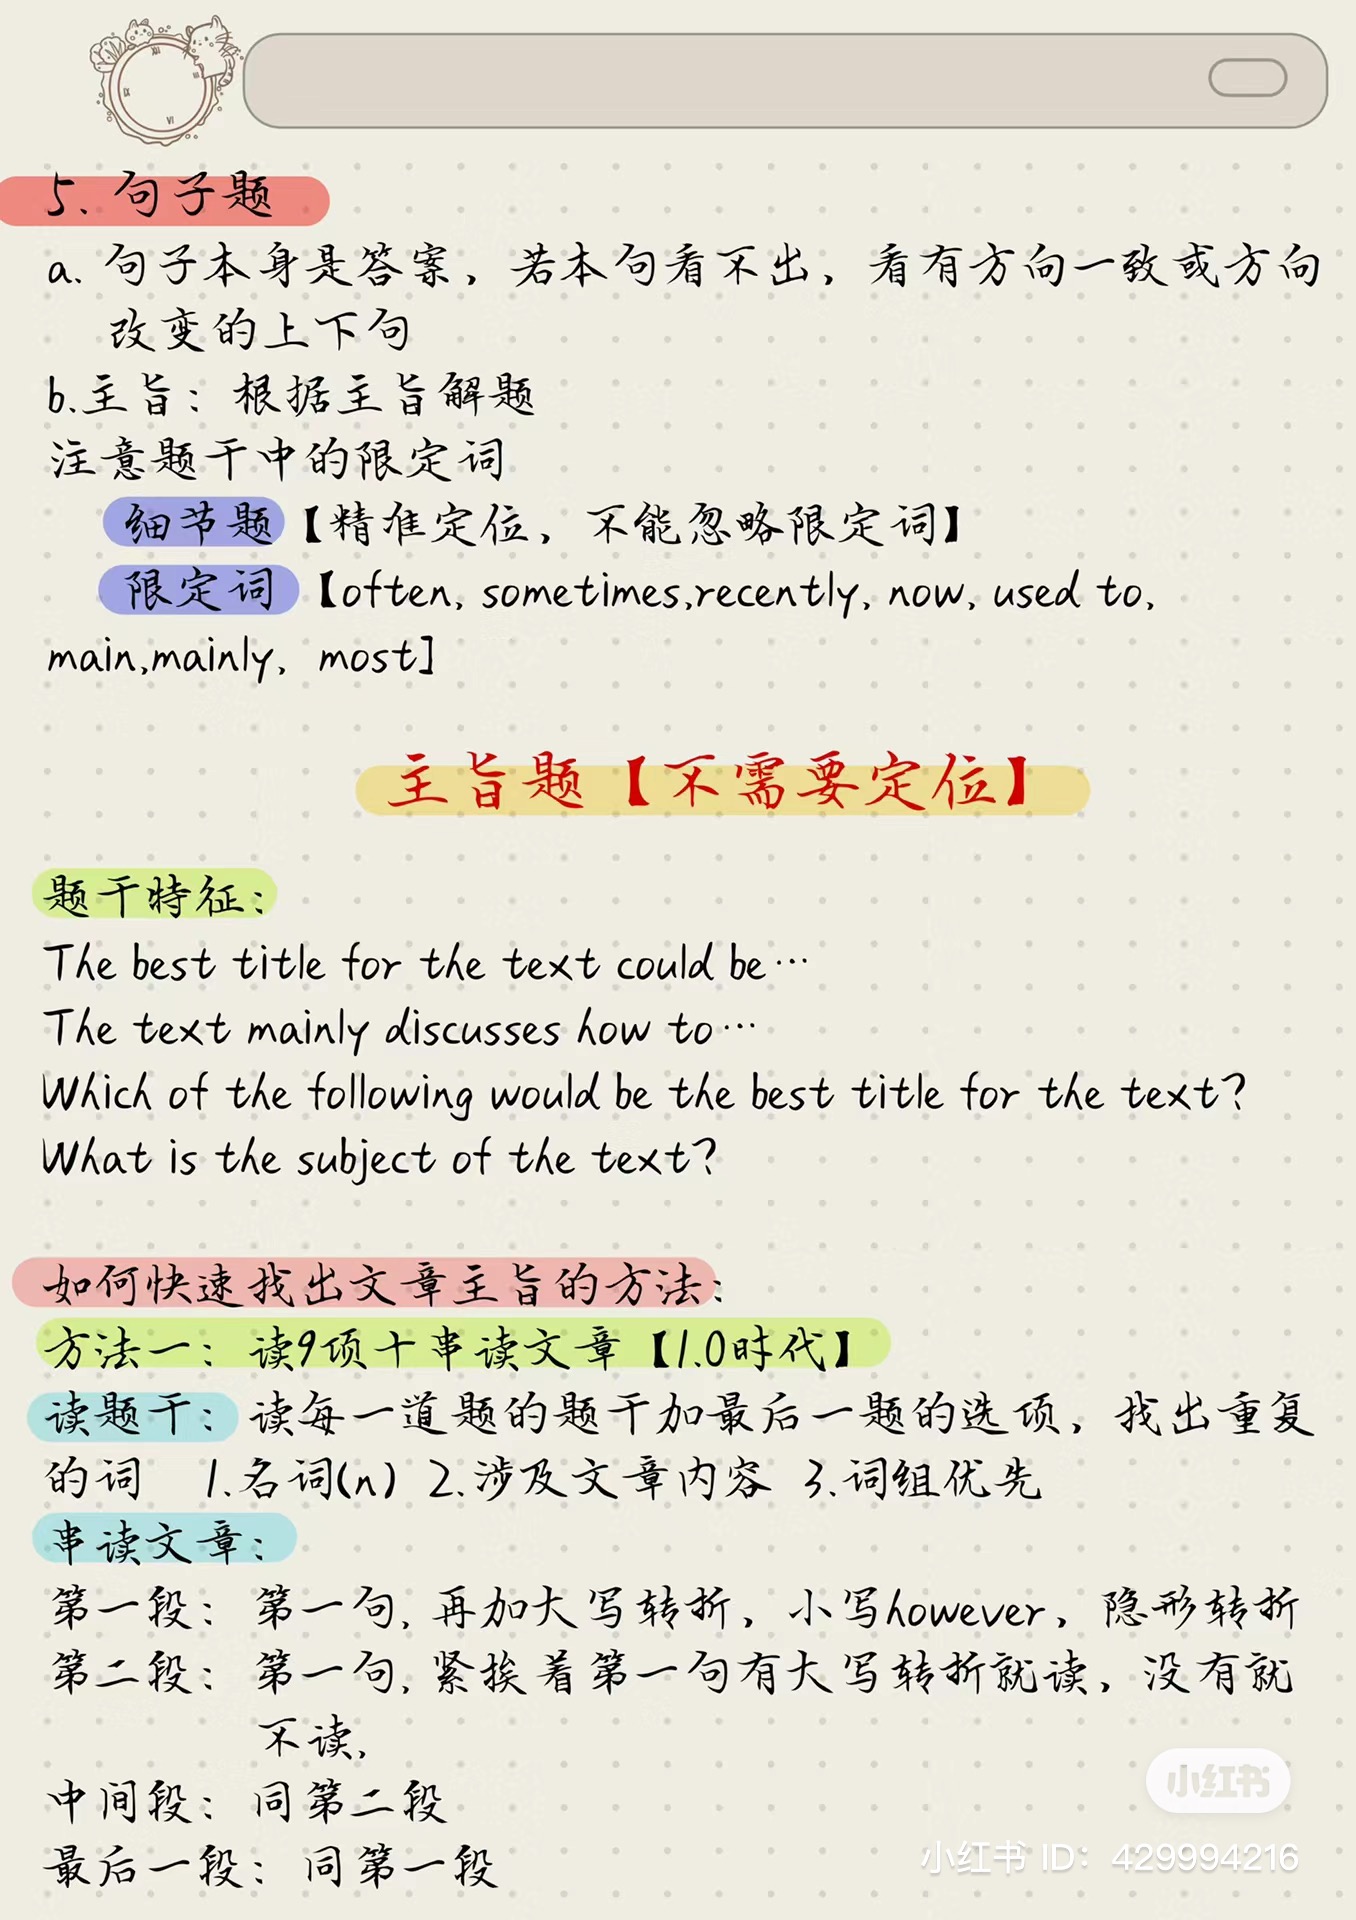 5. 句子题
a. 句子本身是答案，若本句看不出，看有方向一致或方向
改变的上下句
b.主旨：根据主旨解题
注意题干中的限定词
细节题【精准定位，不能忽略限定词】
限定词【often, sometimes,recently, now, used to,
main,mainly, most]
主旨题【不需要定位】
题干特征：
The best title for the text could be…
The text mainly discusses how to…
Which of the following would be the best title for the text?
What is the subject of the text?
如何快速找出文章主旨的方法：
方法一：读9项十串读文章【1.0时代】
读题干：读每一道题的题干加最后一题的选项，找出重复
的词 1.名词(n) 2.涉及文章内容 3.词组优先
串读文章：
第一段：第一句, 再加大写转折，小写however，隐形转折
第二段：第一句, 紧挨着第一句有大写转折就读，没有就
不读,
中间段：同第二段
最后一段：同第一段
小红书
小红书 ID：429994216